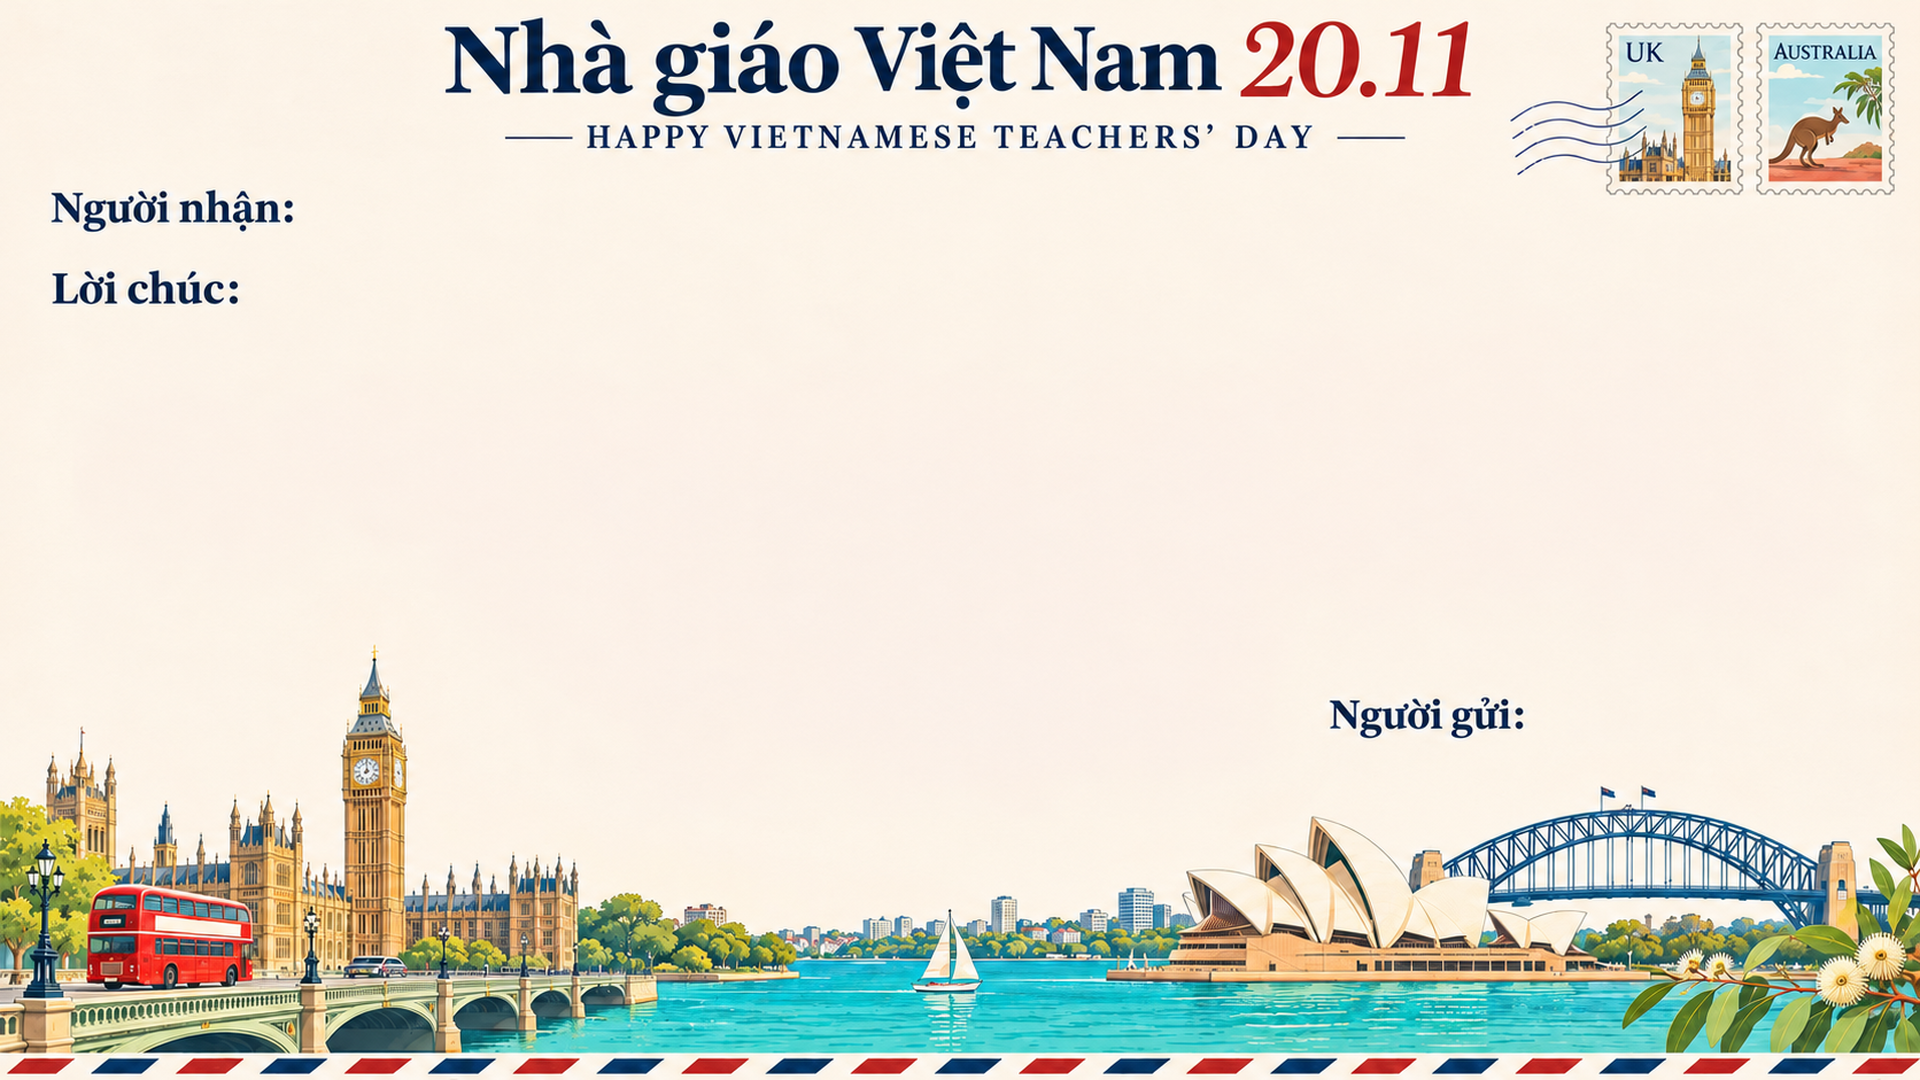 Nhà giáo Việt Nam 20.11
HAPPY VIETNAMESE TEACHERS’ DAY
UK
AUSTRALIA
Người nhận:
Lời chúc:
Người gửi: